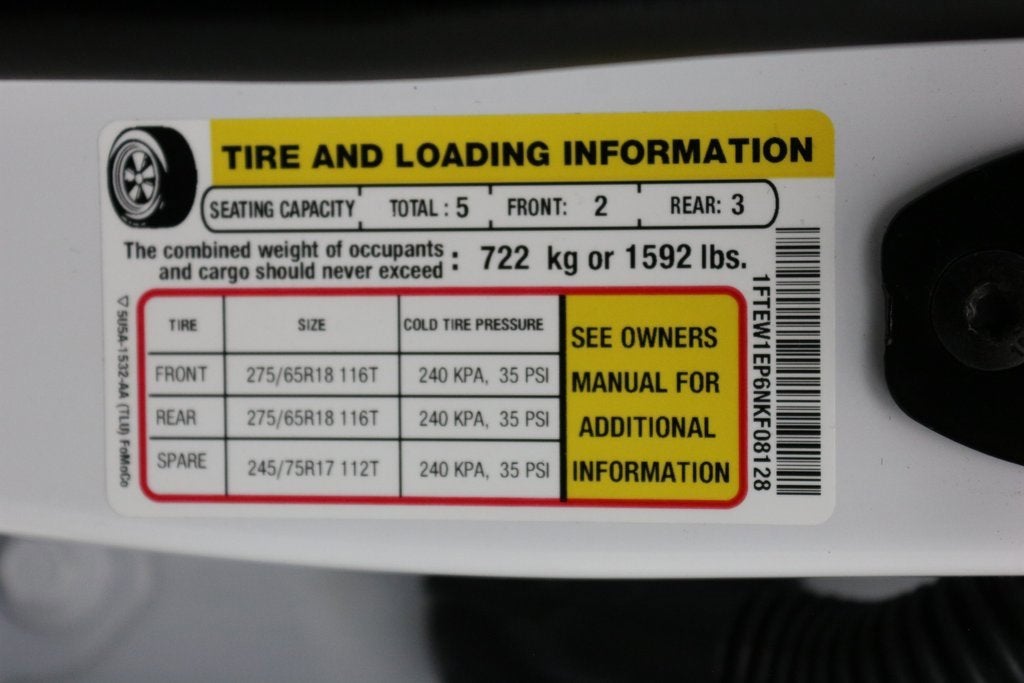 TIRE AND LOADING INFORMATION
SEATING CAPACITY TOTAL : 5 FRONT: 2 REAR: 3
The combined weight of occupants
and cargo should never exceed : 722 kg or 1592 lbs.
TIRE SIZE COLD TIRE PRESSURE
FRONT 275/65R18 116T 240 KPA, 35 PSI
REAR 275/65R18 116T 240 KPA, 35 PSI
SPARE 245/75R17 112T 240 KPA, 35 PSI
SEE OWNERS
MANUAL FOR
ADDITIONAL
INFORMATION
1FTEW1EP6NKF08128
▽5U5A-1532-AA (TLU) FoMoCo